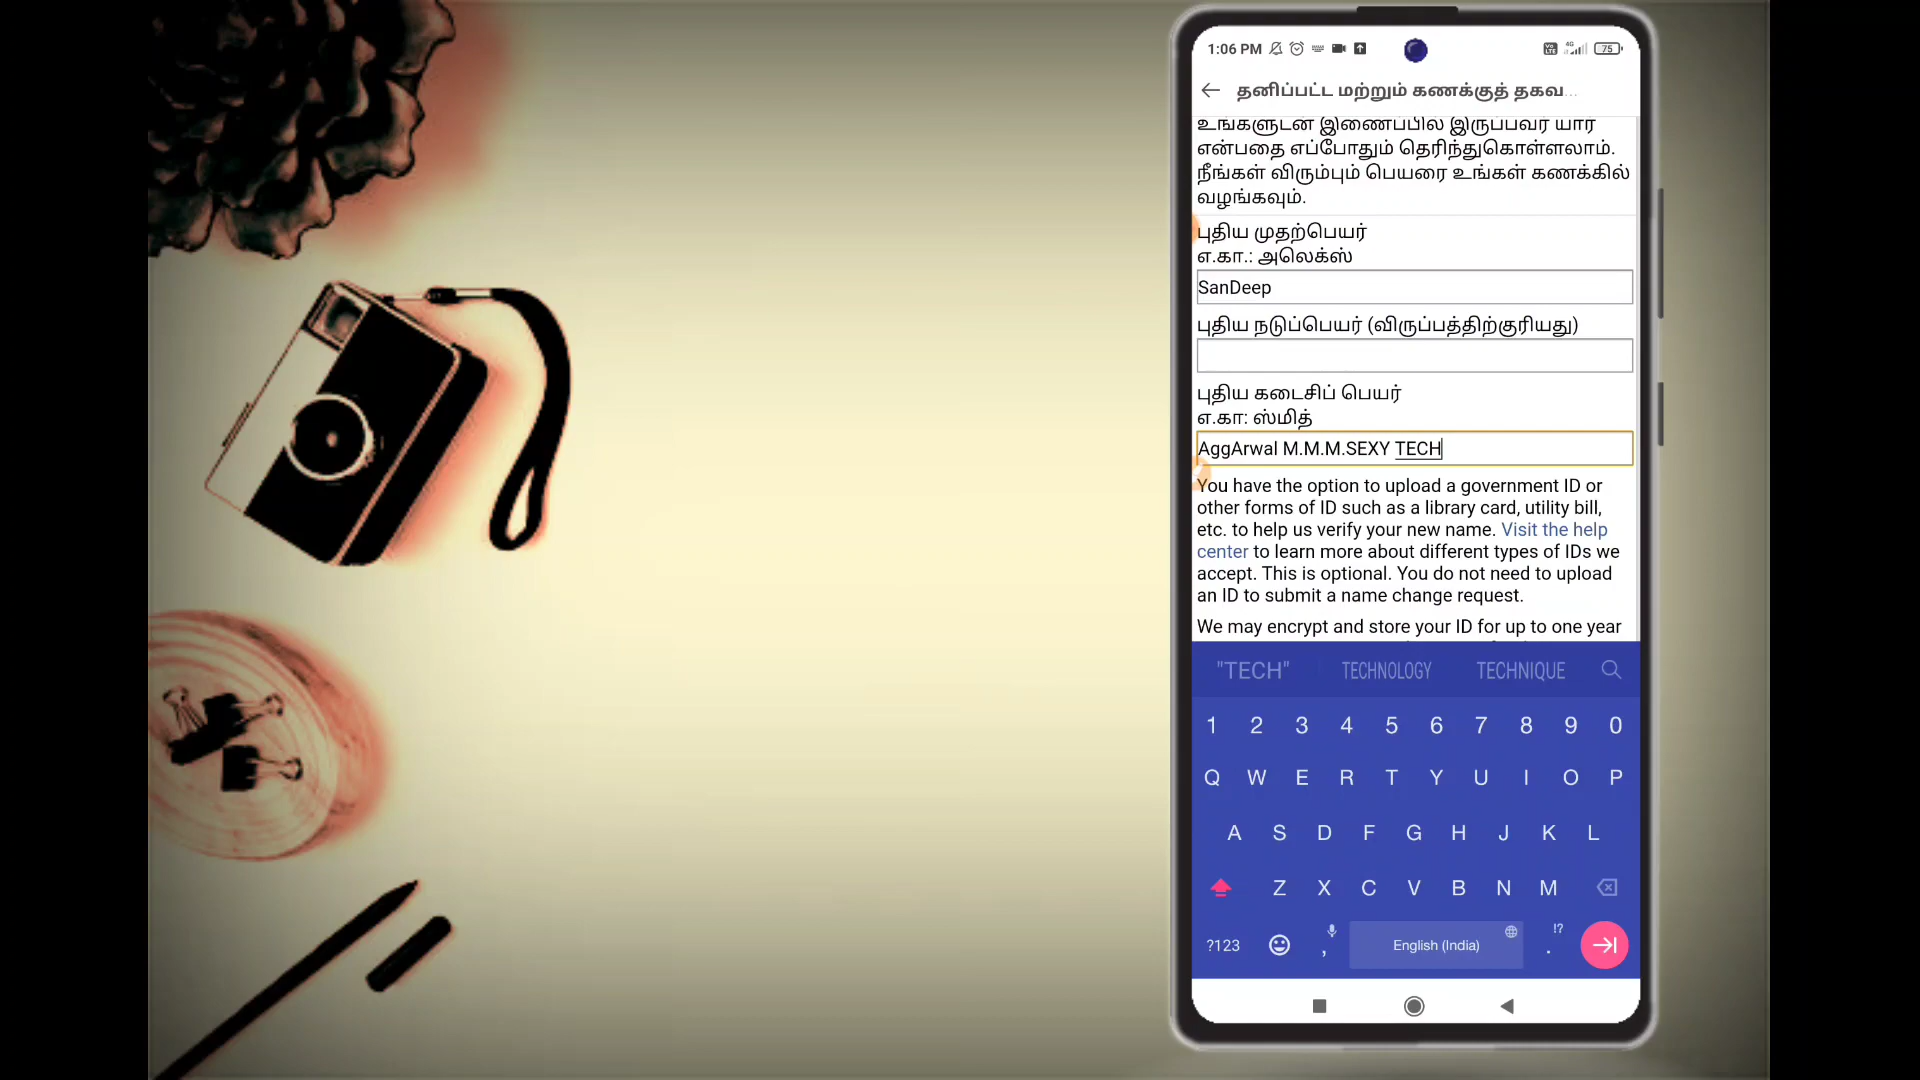 1:06 PM 4G 75
தனிப்பட்ட மற்றும் கணக்குத் தகவ...
உங்களுடன் இணைப்பில் இருப்பவர் யார்
என்பதை எப்போதும் தெரிந்துகொள்ளலாம்.
நீங்கள் விரும்பும் பெயரை உங்கள் கணக்கில்
வழங்கவும்.
புதிய முதற்பெயர்
எ.கா.: அலெக்ஸ்
SanDeep
புதிய நடுப்பெயர் (விருப்பத்திற்குரியது)
புதிய கடைசிப் பெயர்
எ.கா: ஸ்மித்
AggArwal M.M.M.SEXY TECH
You have the option to upload a government ID or
other forms of ID such as a library card, utility bill,
etc. to help us verify your new name. Visit the help
center to learn more about different types of IDs we
accept. This is optional. You do not need to upload
an ID to submit a name change request.
We may encrypt and store your ID for up to one year
"TECH" TECHNOLOGY TECHNIQUE
1 2 3 4 5 6 7 8 9 0
Q W E R T Y U I O P
A S D F G H J K L
Z X C V B N M
?123 , English (India) !? .